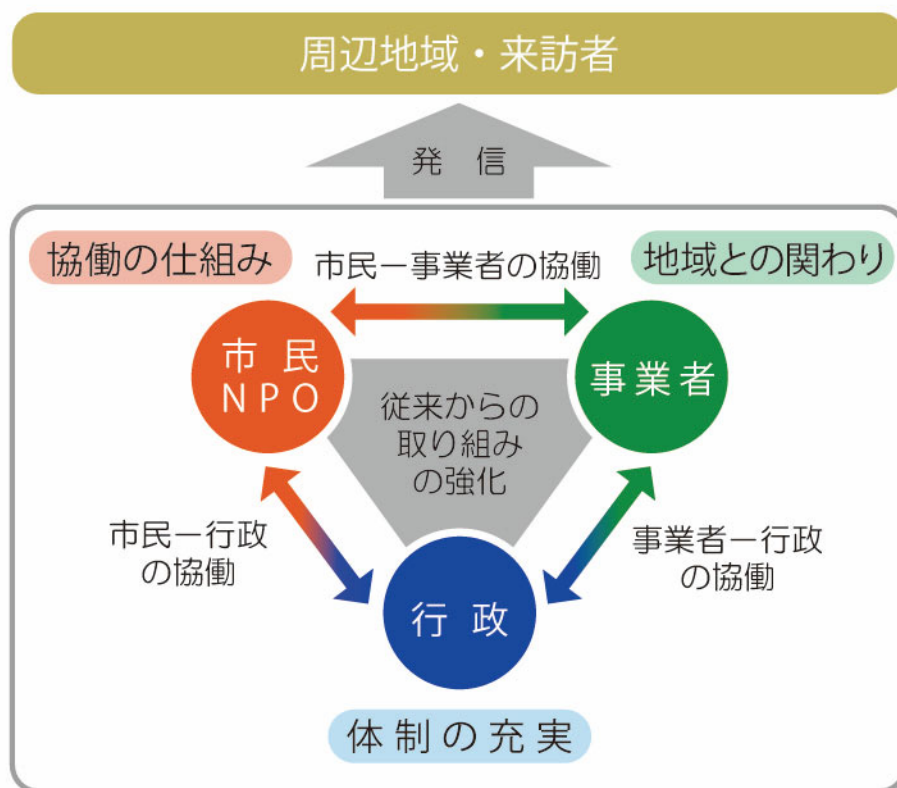 周辺地域・来訪者
発信
協働の仕組み
市民ー事業者の協働
地域との関わり
市民
NPO
事業者
従来からの
取り組み
の強化
市民ー行政
の協働
事業者ー行政
の協働
行政
体制の充実